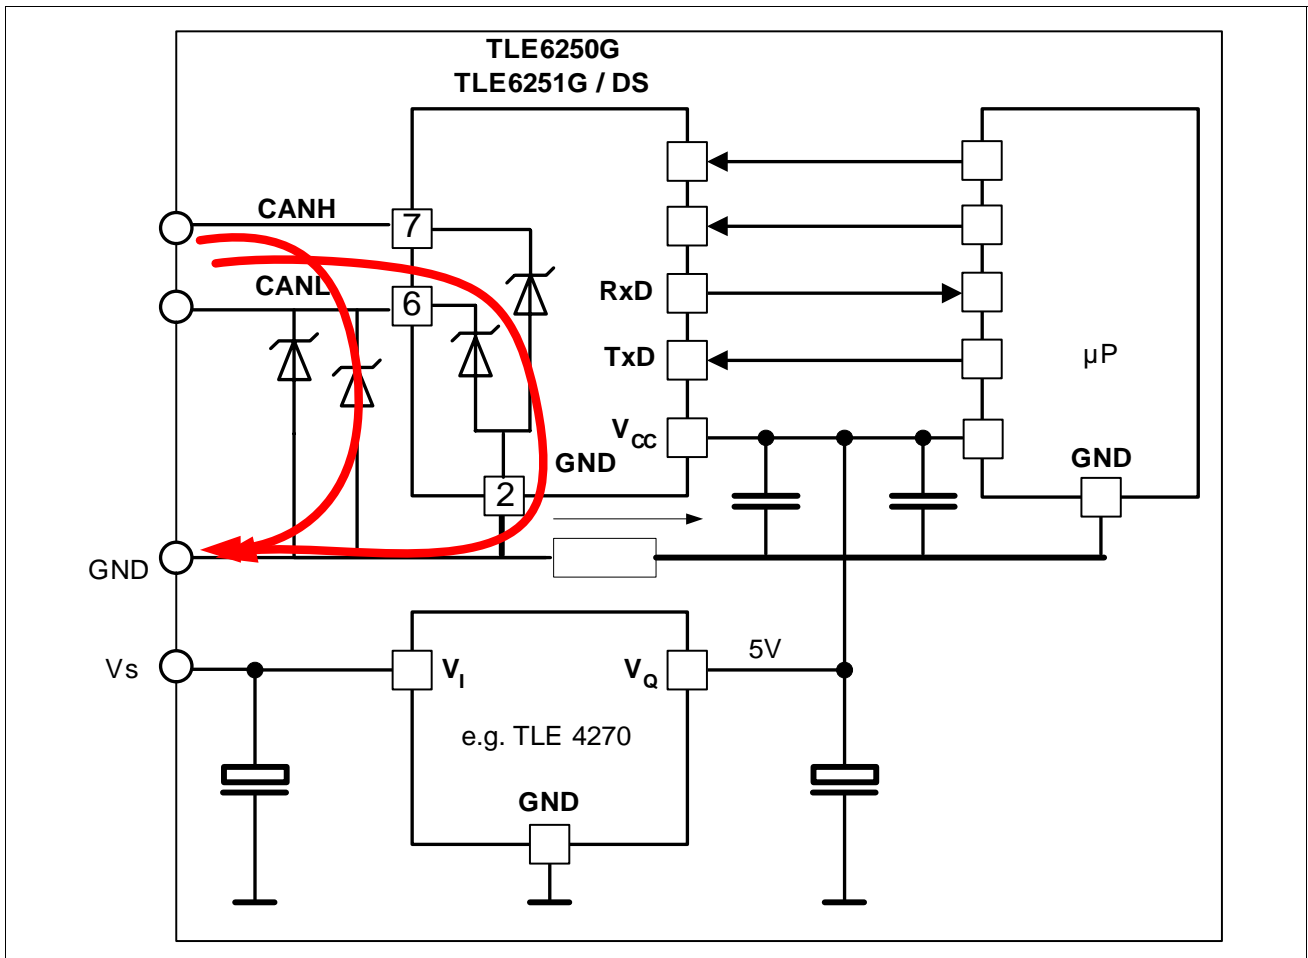 TLE6250G
TLE6251G / DS
CANH
7
CANL
6
RxD
TxD
µP
VCC
GND
GND
2
GND
Vs
VI
VQ
5V
e.g. TLE 4270
GND